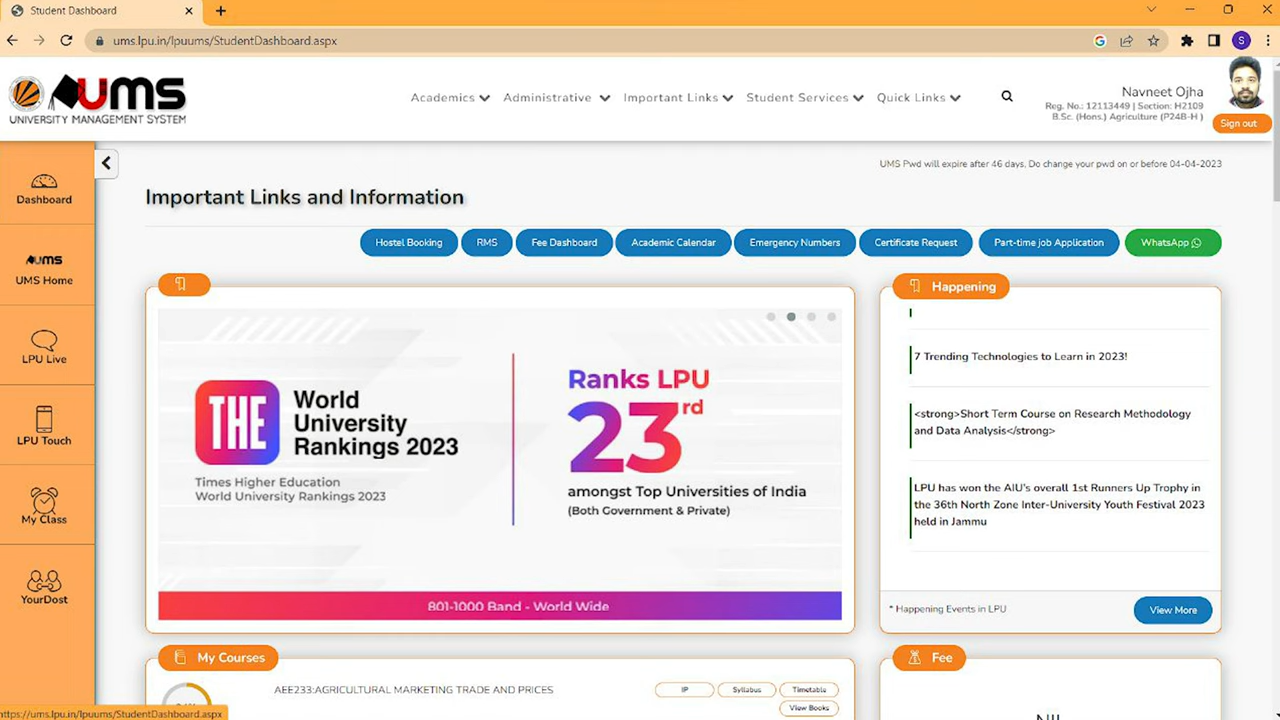 Student Dashboard
ums.lpu.in/lpuums/StudentDashboard.aspx
S
UMS
UNIVERSITY MANAGEMENT SYSTEM
Academics
Administrative
Important Links
Student Services
Quick Links
Navneet Ojha
Reg. No.: 12113449 | Section: H2109
B.Sc. (Hons.) Agriculture (P24B-H )
Sign out
Dashboard
UMS
UMS Home
LPU Live
LPU Touch
My Class
YourDost
UMS Pwd will expire after 46 days, Do change your pwd on or before 04-04-2023
Important Links and Information
Hostel Booking
RMS
Fee Dashboard
Academic Calendar
Emergency Numbers
Certificate Request
Part-time job Application
WhatsApp
THE
World
University
Rankings 2023
Times Higher Education
World University Rankings 2023
Ranks LPU
23rd
amongst Top Universities of India
(Both Government & Private)
801-1000 Band - World Wide
Happening
7 Trending Technologies to Learn in 2023!
<strong>Short Term Course on Research Methodology
and Data Analysis</strong>
LPU has won the AIU's overall 1st Runners Up Trophy in
the 36th North Zone Inter-University Youth Festival 2023
held in Jammu
* Happening Events in LPU
View More
My Courses
AEE233:AGRICULTURAL MARKETING TRADE AND PRICES
IP
Syllabus
Timetable
View Books
Fee
https://ums.lpu.in/lpuums/StudentDashboard.aspx